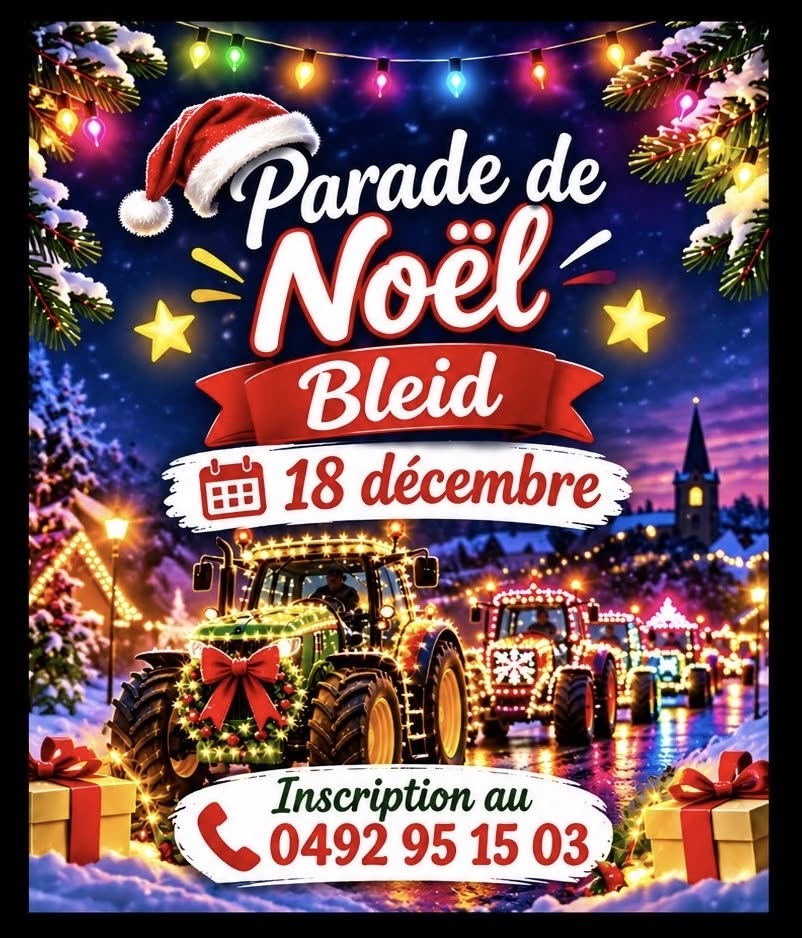 Parade de
Noël
Bleid
18 décembre
Inscription au
0492 95 15 03